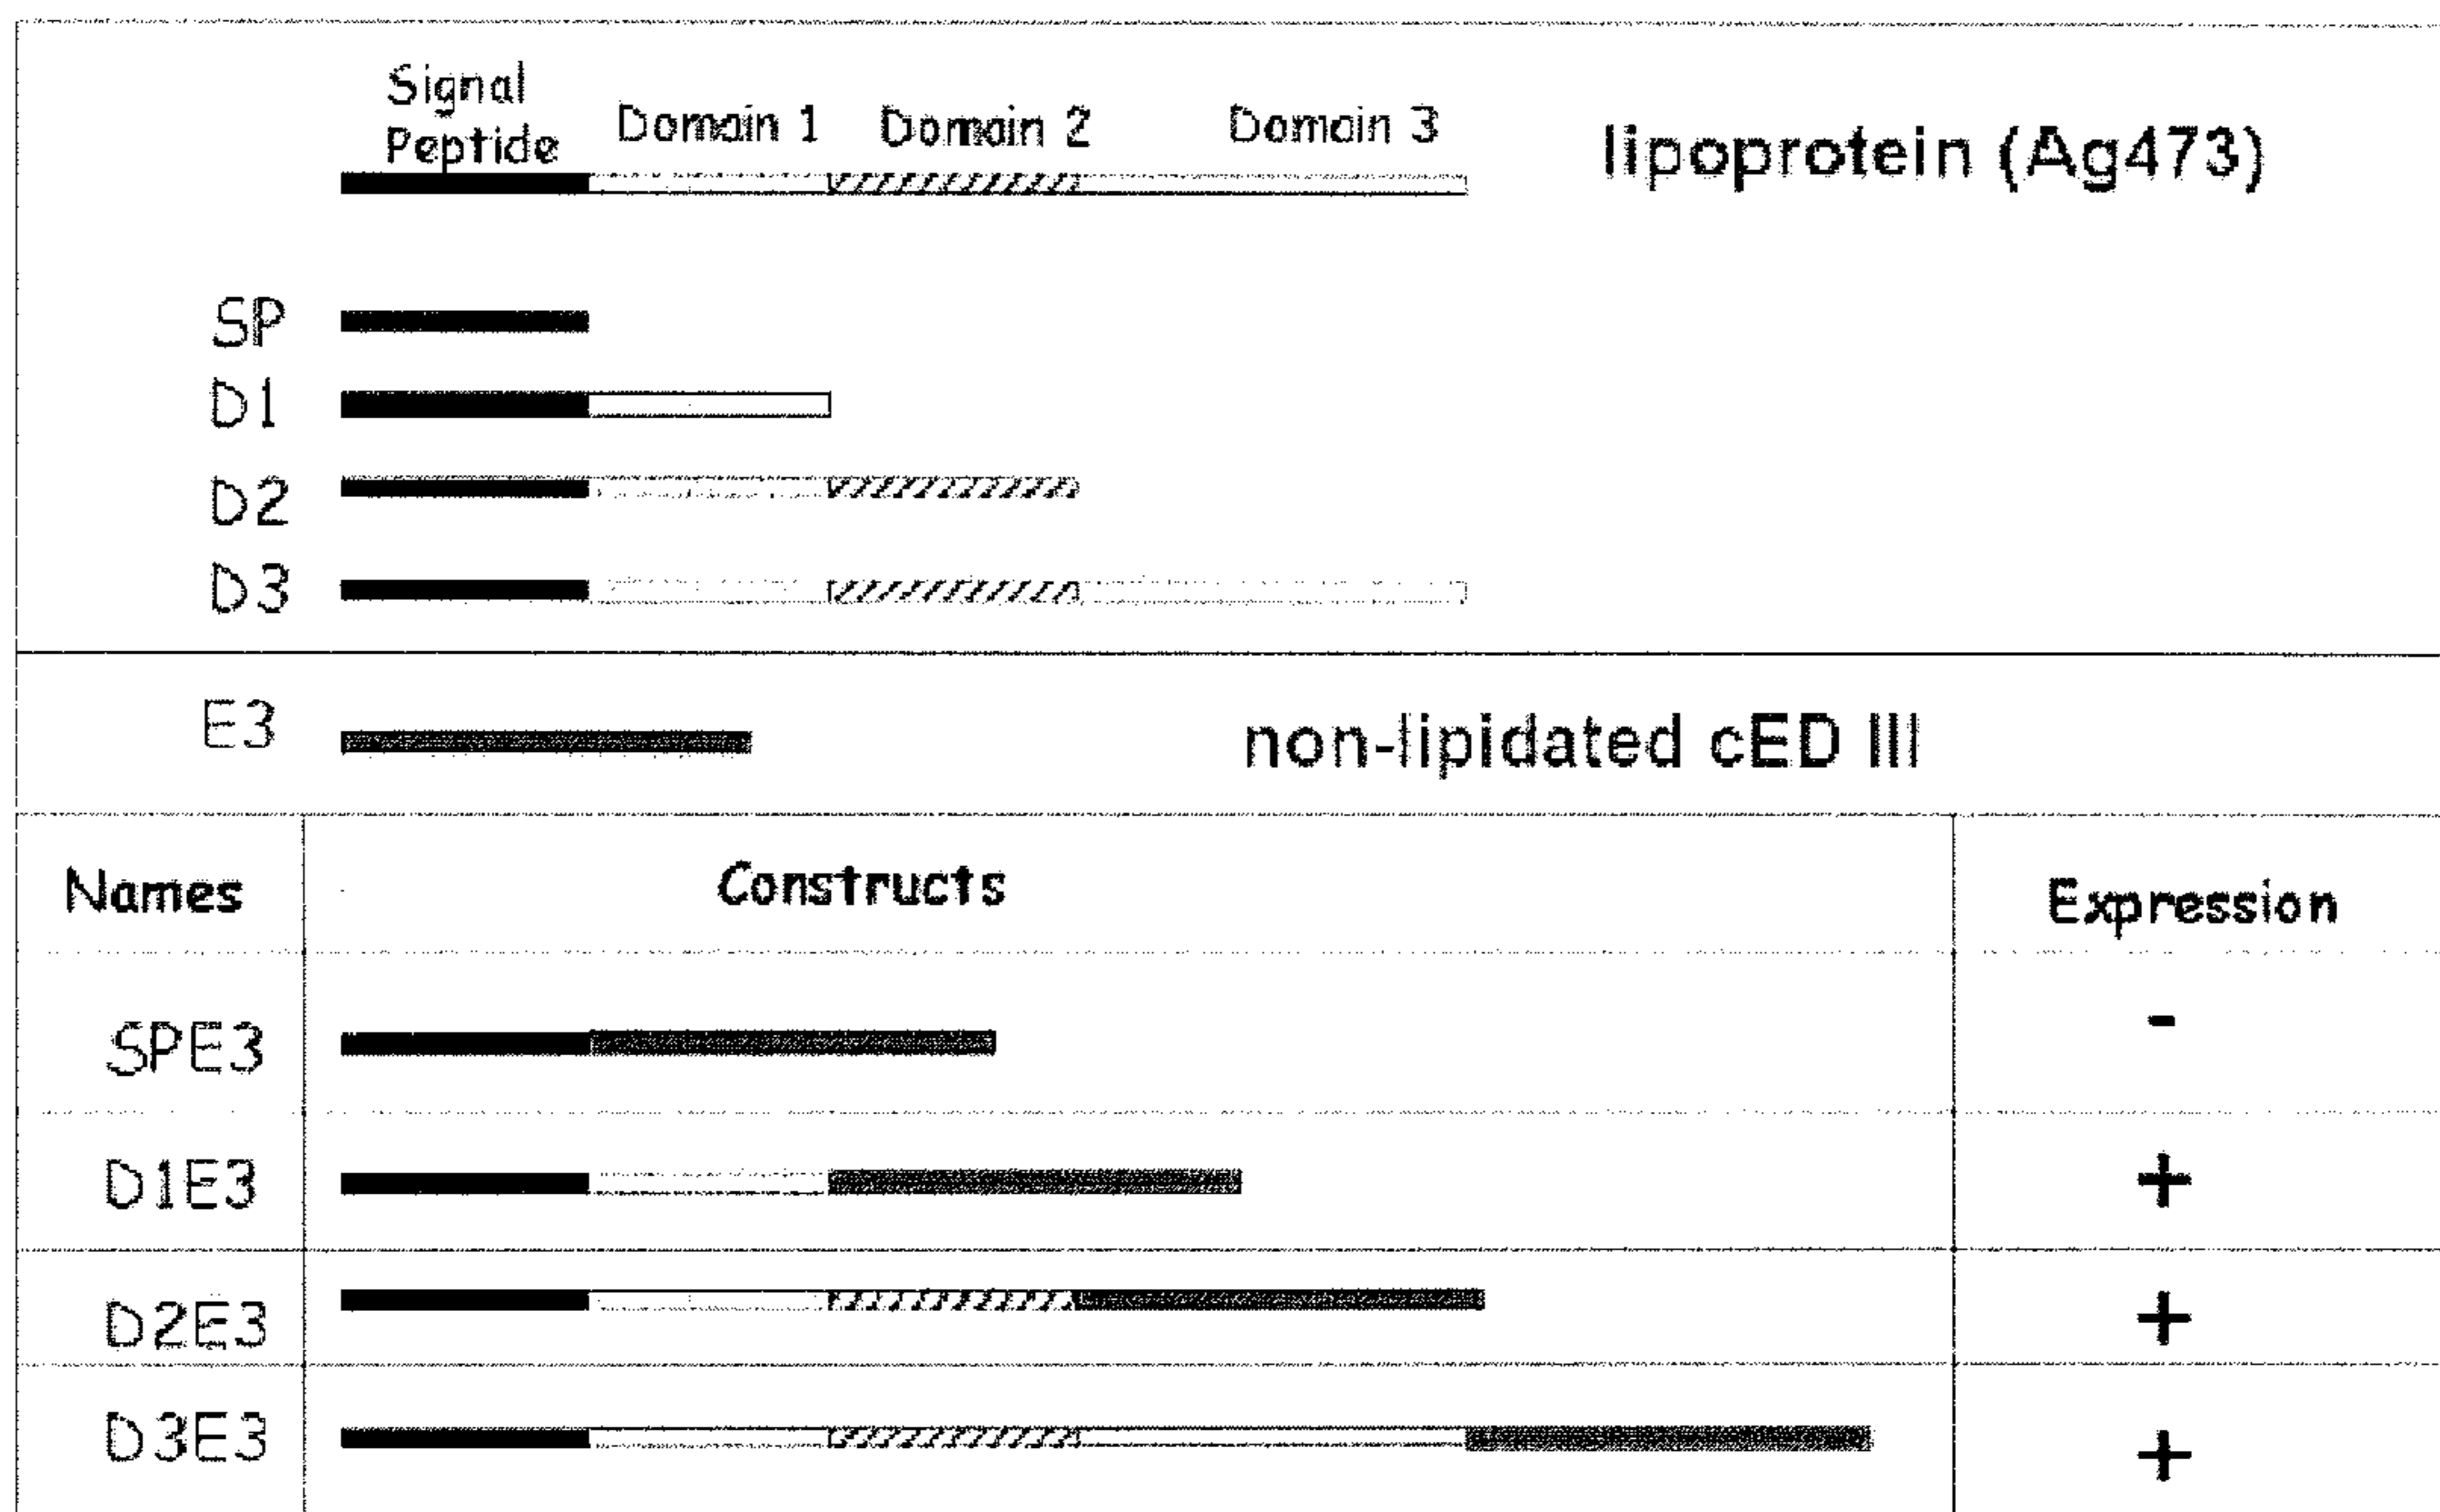 Signal
Peptide
Domain 1
Domain 2
Domain 3
lipoprotein (Ag473)
SP
D1
D2
D3
E3
non-lipidated cED III
Names
Constructs
Expression
SPE3
-
D1E3
+
D2E3
+
D3E3
+